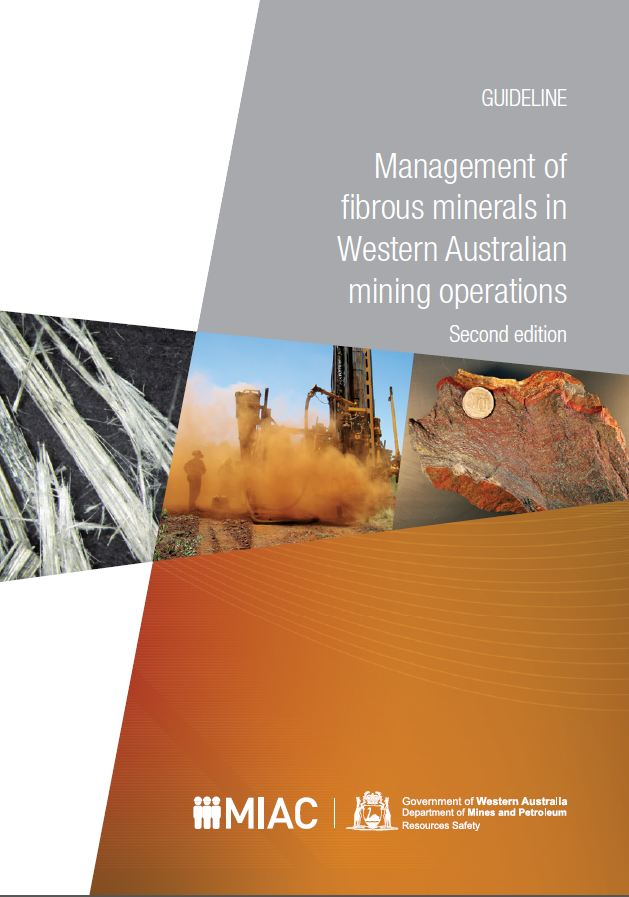 GUIDELINE
Management of
fibrous minerals in
Western Australian
mining operations
Second edition
MIAC
Government of Western Australia
Department of Mines and Petroleum
Resources Safety